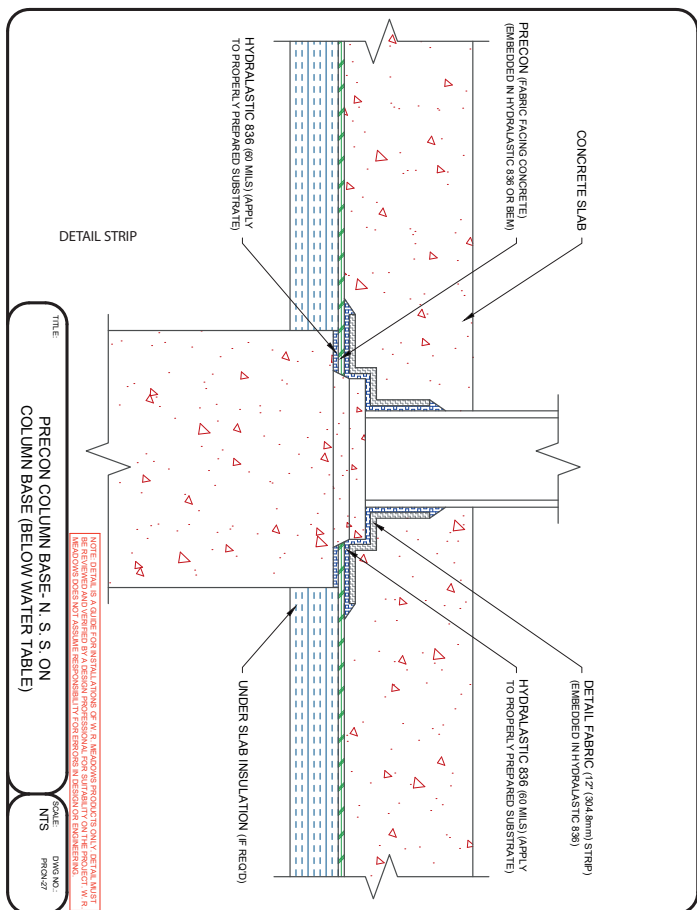 CONCRETE SLAB
PRECON (FABRIC FACING CONCRETE)
(EMBEDDED IN HYDRALASTIC 836 OR BEM)
HYDRALASTIC 836 (60 MILS) (APPLY
TO PROPERLY PREPARED SUBSTRATE)
DETAIL STRIP
DETAIL FABRIC (12" (304.8mm) STRIP)
(EMBEDDED IN HYDRALASTIC 836)
HYDRALASTIC 836 (60 MILS) (APPLY
TO PROPERLY PREPARED SUBSTRATE)
UNDER SLAB INSULATION (IF REQ'D)
NOTE: DETAIL IS A GUIDE FOR INSTALLATIONS OF W. R. MEADOWS PRODUCTS ONLY. DETAIL MUST
BE REVIEWED AND VERIFIED BY A DESIGN PROFESSIONAL FOR SUITABILITY ON THE PROJECT. W. R.
MEADOWS DOES NOT ASSUME RESPONSIBILITY FOR ERRORS IN DESIGN OR ENGINEERING.
TITLE:
PRECON COLUMN BASE- N. S. S. ON
COLUMN BASE (BELOW WATER TABLE)
SCALE:
NTS
DWG NO.:
PRCN-27